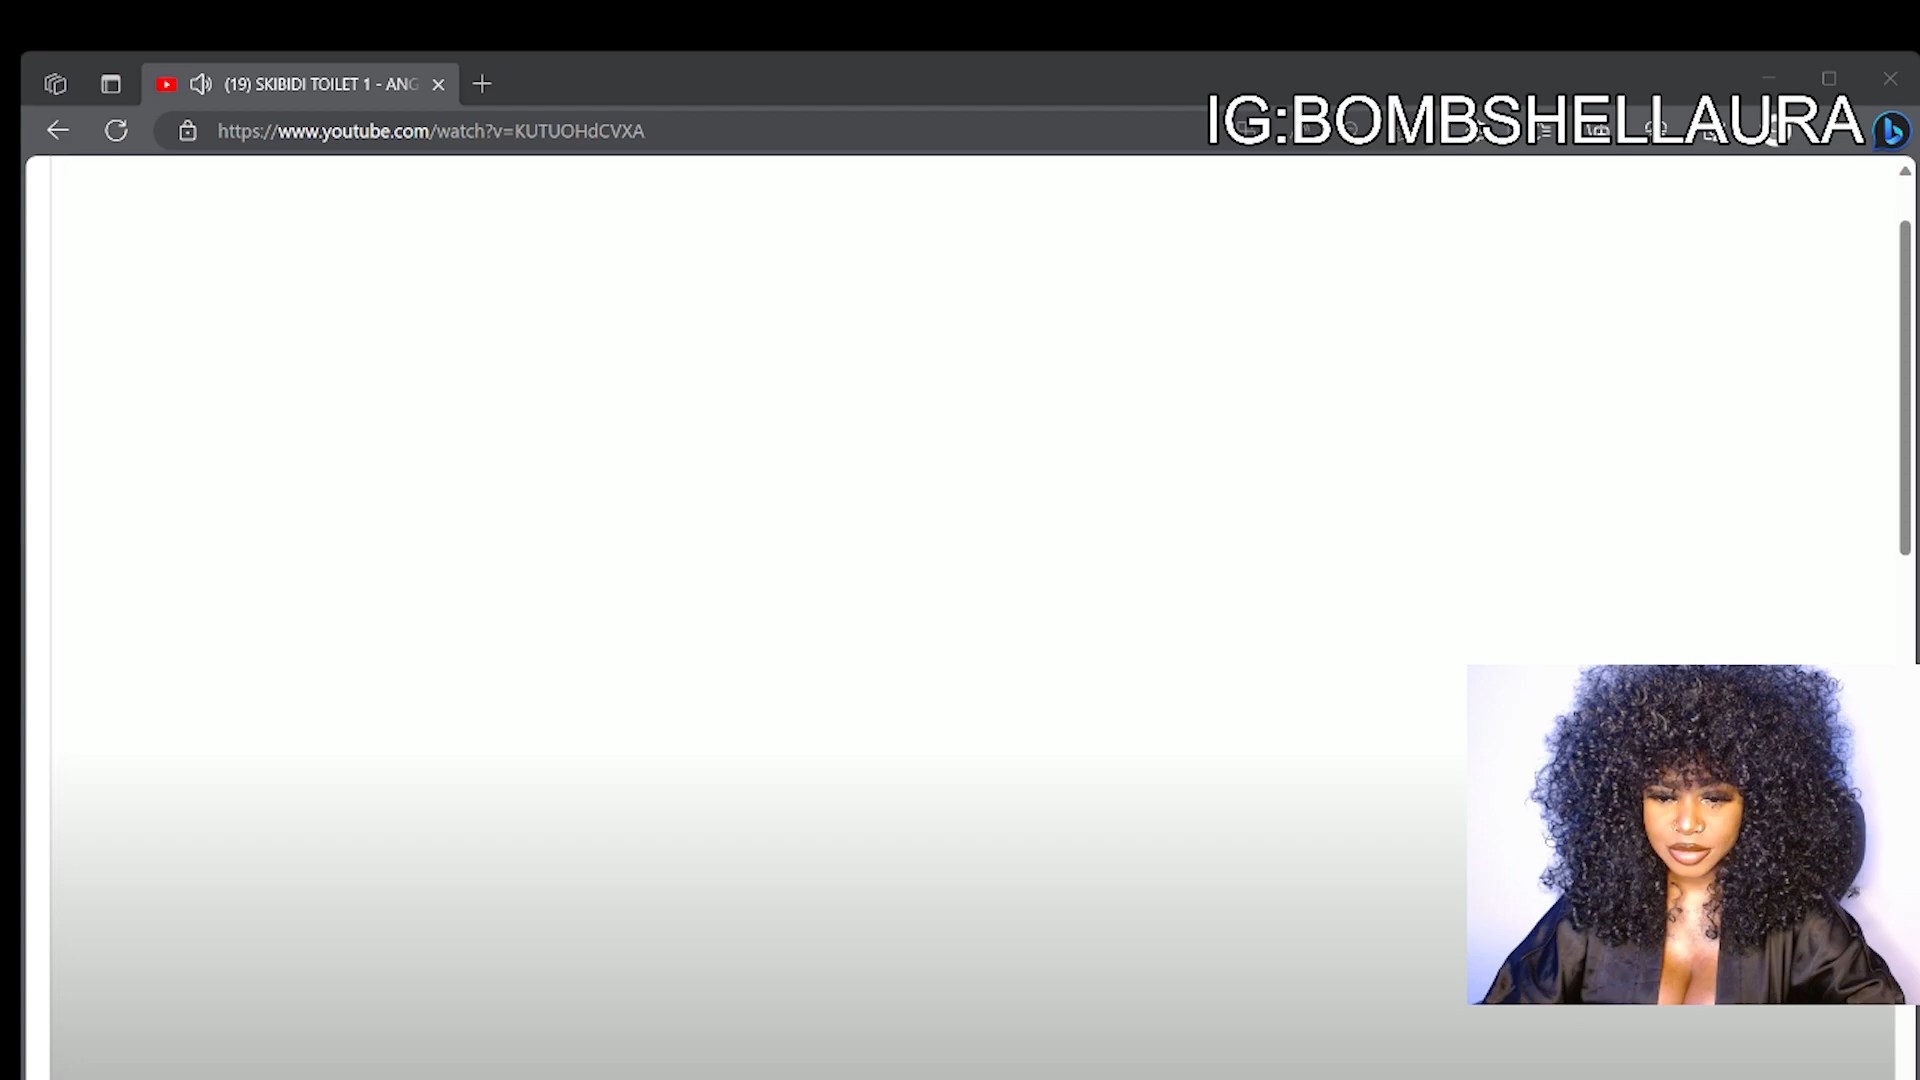 (19) SKIBIDI TOILET 1 - ANG
https://www.youtube.com/watch?v=KUTUOHdCVXA
IG:BOMBSHELLAURA